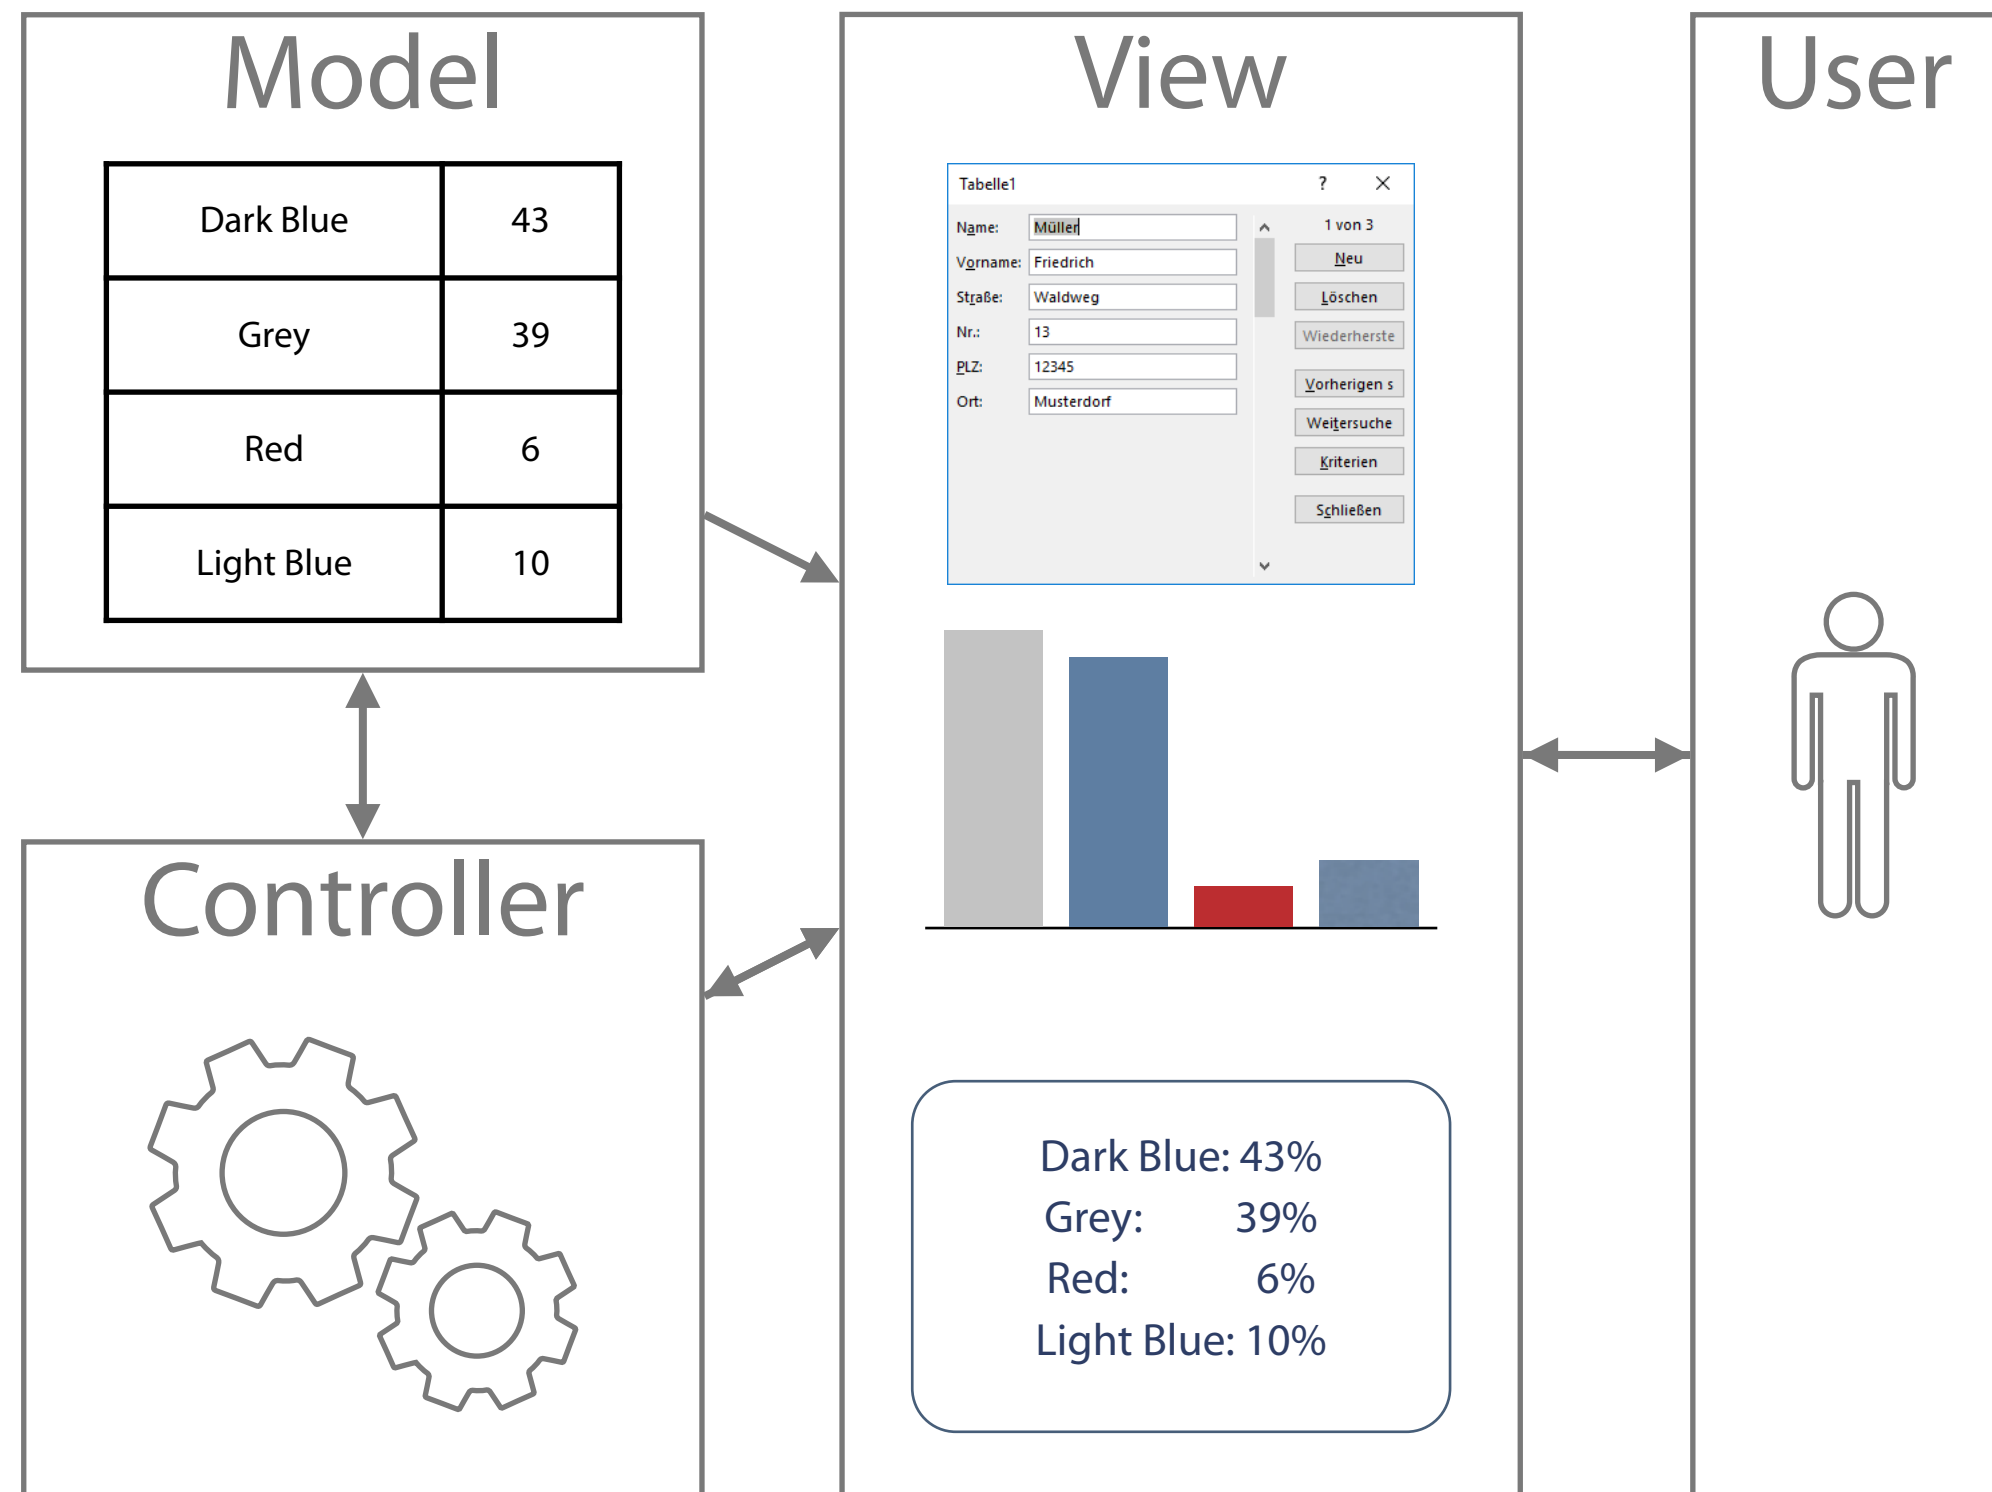 Model
Dark Blue 43
Grey 39
Red 6
Light Blue 10
Controller
View
Tabelle1 ? ×
Name: Müller
Vorname: Friedrich
Straße: Waldweg
Nr.: 13
PLZ: 12345
Ort: Musterdorf
1 von 3
Neu
Löschen
Wiederherste
Vorherigen s
Weitersuche
Kriterien
Schließen
Dark Blue: 43%
Grey: 39%
Red: 6%
Light Blue: 10%
User